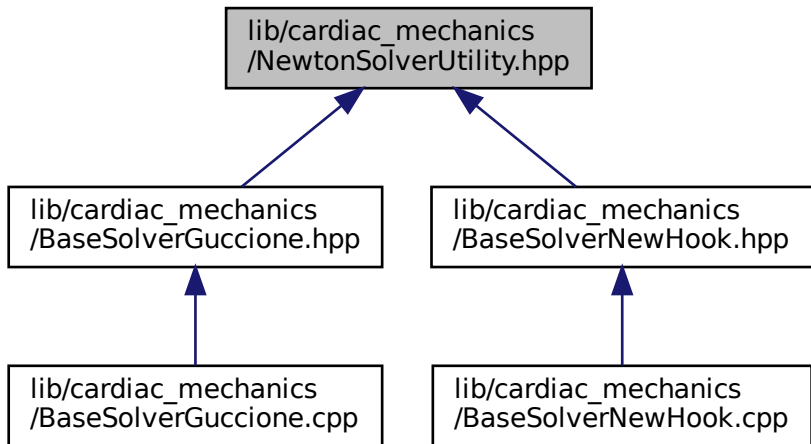 lib/cardiac_mechanics
/NewtonSolverUtility.hpp
lib/cardiac_mechanics
/BaseSolverGuccione.hpp
lib/cardiac_mechanics
/BaseSolverNewHook.hpp
lib/cardiac_mechanics
/BaseSolverGuccione.cpp
lib/cardiac_mechanics
/BaseSolverNewHook.cpp